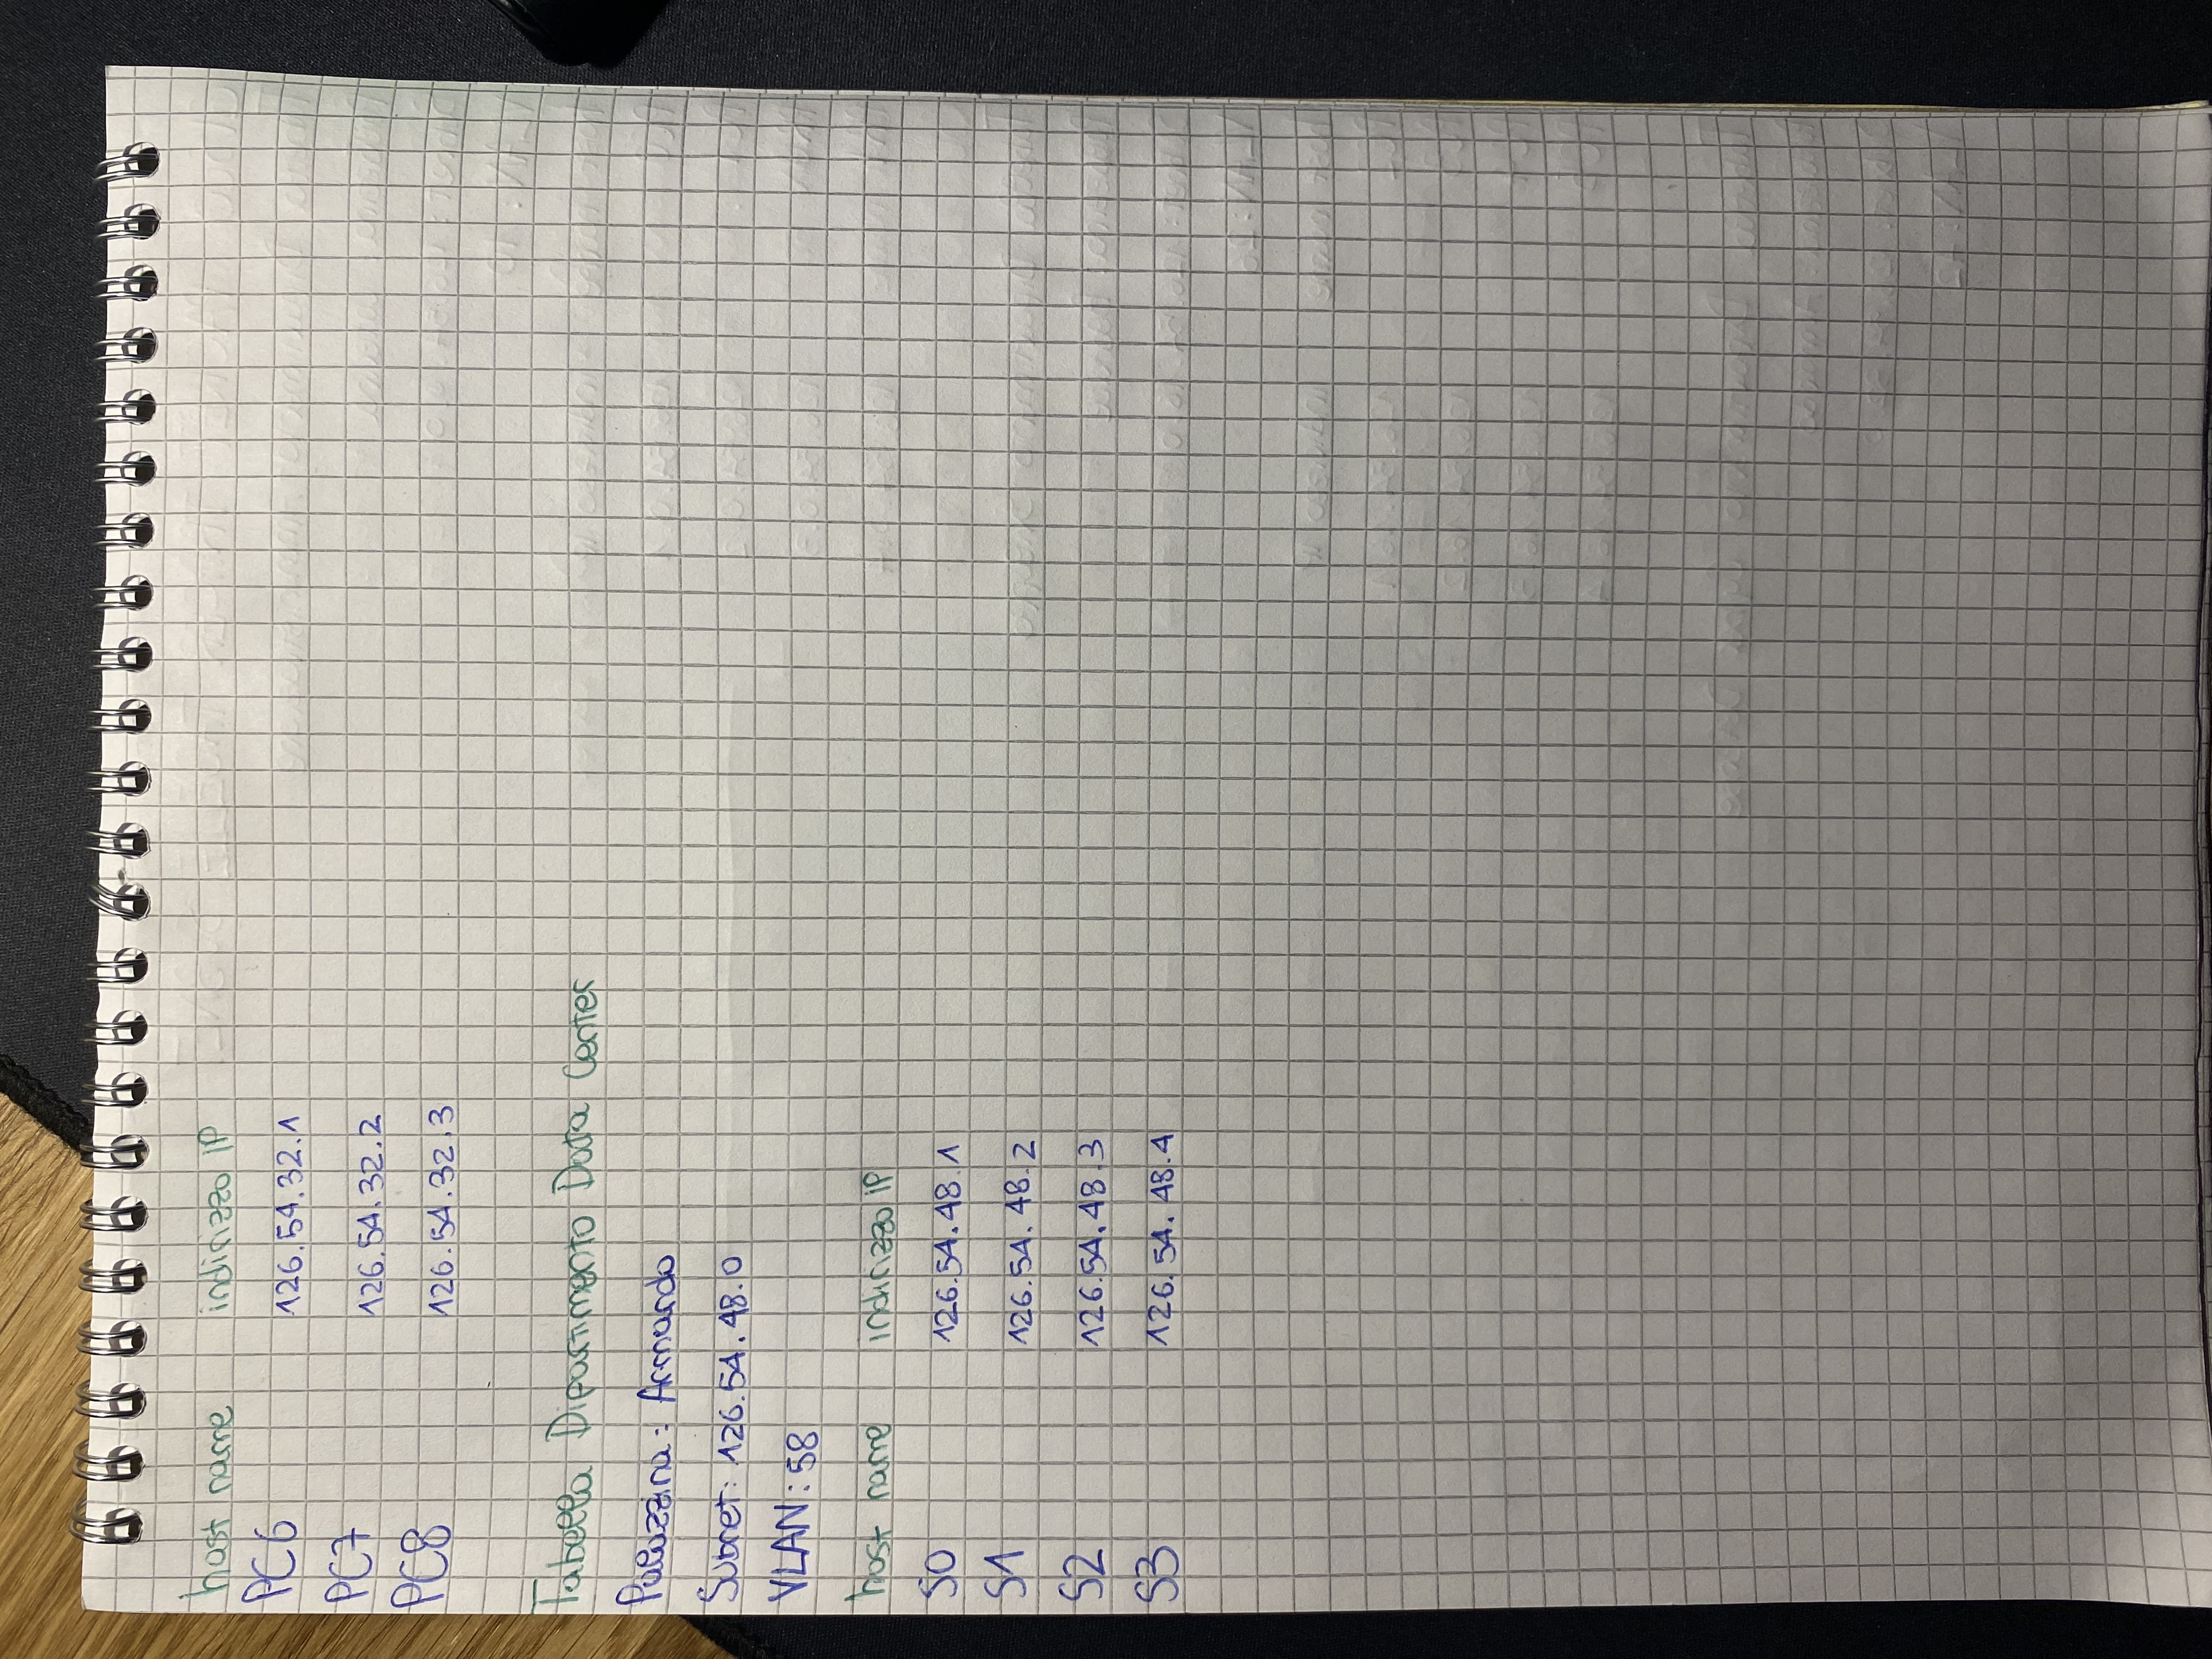 host name indirizzo IP
PC6 126.54.32.1
PC7 126.54.32.2
PC8 126.54.32.3
Tabella Dipartimento Data Center
Palazzina: Armando
Subnet: 126.54.48.0
VLAN: 58
host name indirizzo IP
S0 126.54.48.1
S1 126.54.48.2
S2 126.54.48.3
S3 126.54.48.4